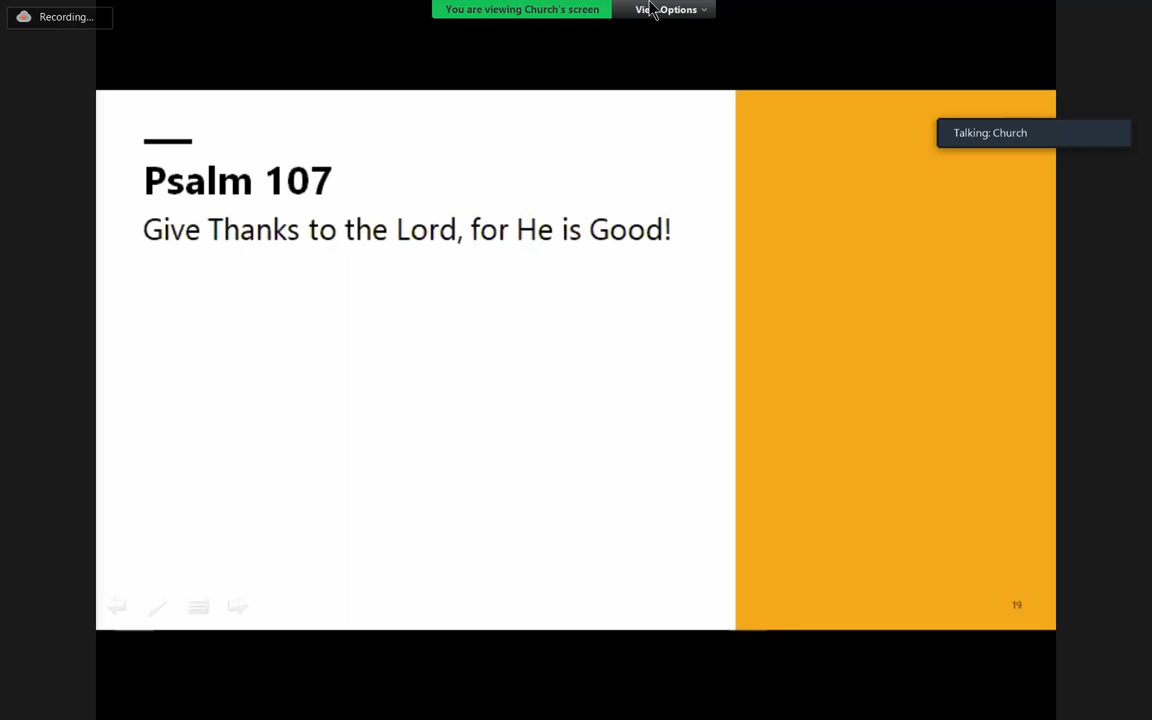 Recording...
You are viewing Church's screen
View Options
Talking: Church
Psalm 107
Give Thanks to the Lord, for He is Good!
19